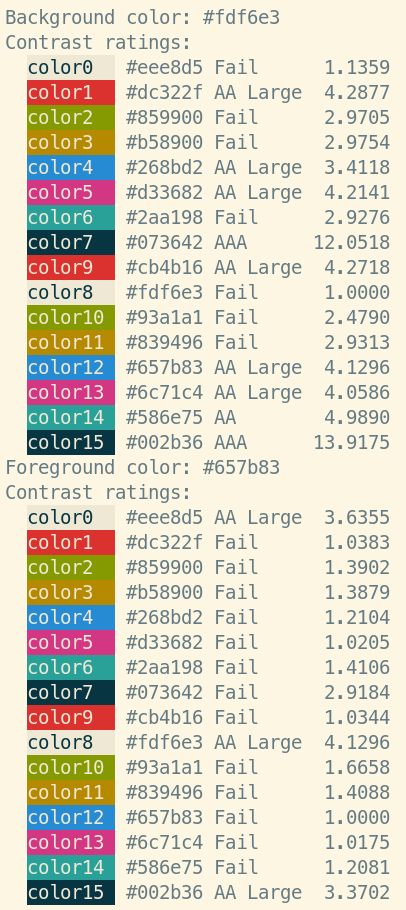 Background color: #fdf6e3
Contrast ratings:
color0 #eee8d5 Fail 1.1359
color1 #dc322f AA Large 4.2877
color2 #859900 Fail 2.9705
color3 #b58900 Fail 2.9754
color4 #268bd2 AA Large 3.4118
color5 #d33682 AA Large 4.2141
color6 #2aa198 Fail 2.9276
color7 #073642 AAA 12.0518
color9 #cb4b16 AA Large 4.2718
color8 #fdf6e3 Fail 1.0000
color10 #93a1a1 Fail 2.4790
color11 #839496 Fail 2.9313
color12 #657b83 AA Large 4.1296
color13 #6c71c4 AA Large 4.0586
color14 #586e75 AA 4.9890
color15 #002b36 AAA 13.9175
Foreground color: #657b83
Contrast ratings:
color0 #eee8d5 AA Large 3.6355
color1 #dc322f Fail 1.0383
color2 #859900 Fail 1.3902
color3 #b58900 Fail 1.3879
color4 #268bd2 Fail 1.2104
color5 #d33682 Fail 1.0205
color6 #2aa198 Fail 1.4106
color7 #073642 Fail 2.9184
color9 #cb4b16 Fail 1.0344
color8 #fdf6e3 AA Large 4.1296
color10 #93a1a1 Fail 1.6658
color11 #839496 Fail 1.4088
color12 #657b83 Fail 1.0000
color13 #6c71c4 Fail 1.0175
color14 #586e75 Fail 1.2081
color15 #002b36 AA Large 3.3702